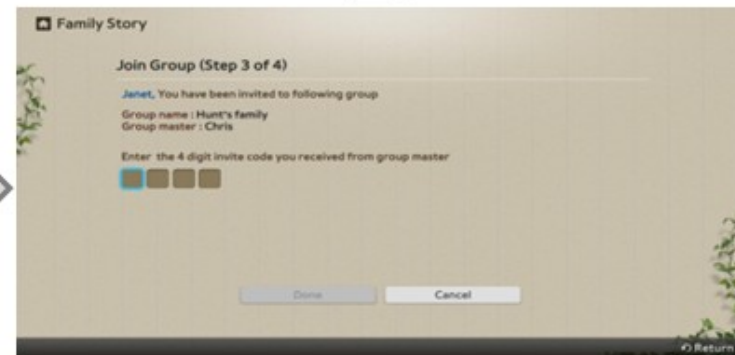 Family Story
Join Group (Step 3 of 4)
Janet, You have been invited to following group
Group name : Hunt's family
Group master : Chris
Enter the 4 digit invite code you received from group master
Done
Cancel
Return